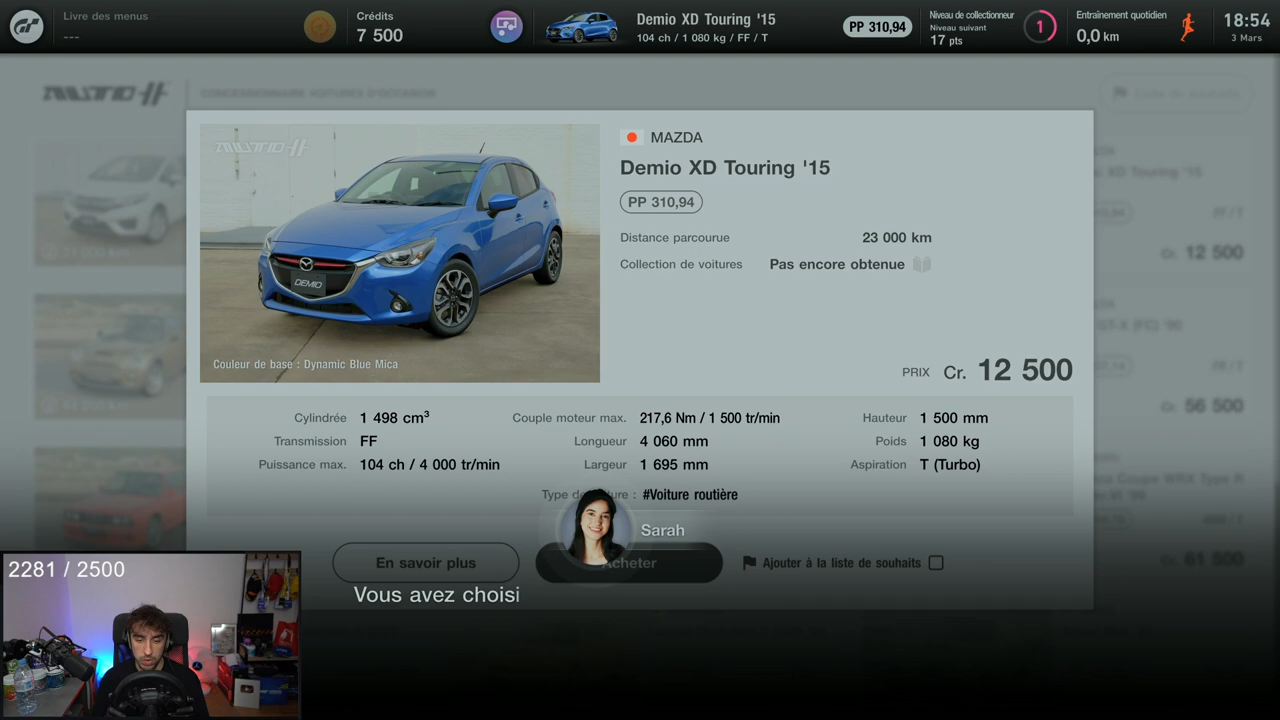 Livre des menus
---
Crédits
7 500
Demio XD Touring '15
104 ch / 1 080 kg / FF / T
PP 310,94
Niveau de collectionneur
Niveau suivant
17 pts
1
Entraînement quotidien
0,0 km
18:54
3 Mars
CONCESSIONNAIRE VOITURES D'OCCASION
Liste de souhaits
MAZDA
Demio XD Touring '15
PP 310,94
Distance parcourue
23 000 km
Collection de voitures
Pas encore obtenue
DEMIO
Couleur de base : Dynamic Blue Mica
PRIX Cr. 12 500
Cylindrée 1 498 cm³
Couple moteur max. 217,6 Nm / 1 500 tr/min
Hauteur 1 500 mm
Transmission FF
Longueur 4 060 mm
Poids 1 080 kg
Puissance max. 104 ch / 4 000 tr/min
Largeur 1 695 mm
Aspiration T (Turbo)
: #Voiture routière
Sarah
En savoir plus
Acheter
Ajouter à la liste de souhaits
Vous avez choisi
2281 / 2500
Cr. 12 500
Cr. 56 500
Cr. 61 500